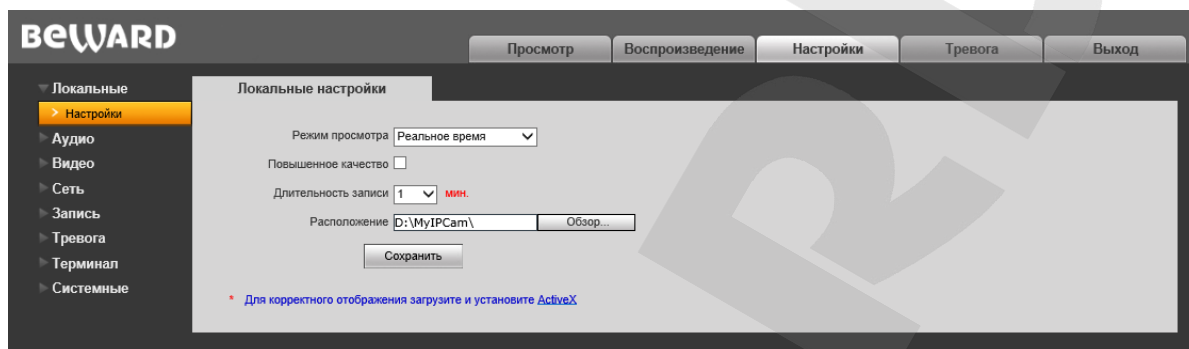 BEWARD
Просмотр Воспроизведение Настройки Тревога Выход
Локальные
> Настройки
Аудио
Видео
Сеть
Запись
Тревога
Терминал
Системные
Локальные настройки
Режим просмотра Реальное время
Повышенное качество
Длительность записи 1 мин.
Расположение D:\MyIPCam\ Обзор...
Сохранить
* Для корректного отображения загрузите и установите ActiveX